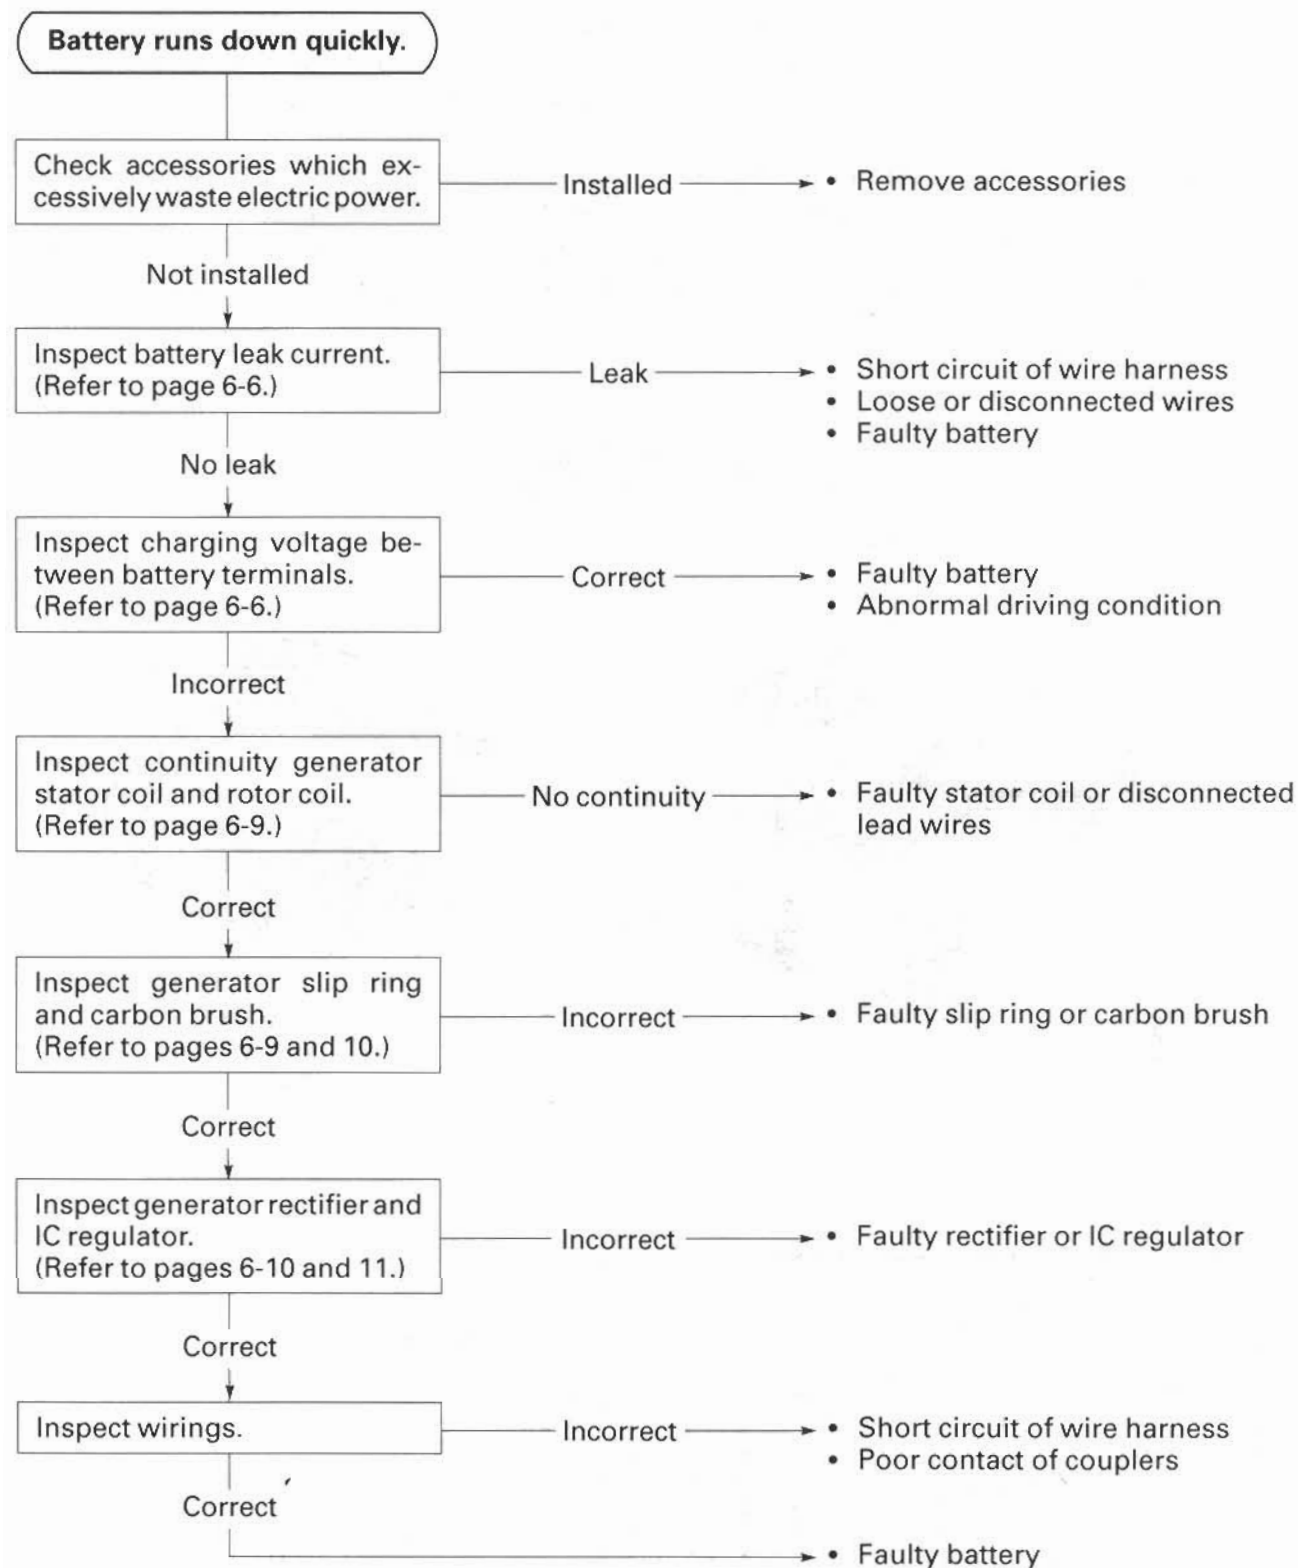 Battery runs down quickly.
Check accessories which ex-
cessively waste electric power.
Installed
• Remove accessories
Not installed
Inspect battery leak current.
(Refer to page 6-6.)
Leak
• Short circuit of wire harness
• Loose or disconnected wires
• Faulty battery
No leak
Inspect charging voltage be-
tween battery terminals.
(Refer to page 6-6.)
Correct
• Faulty battery
• Abnormal driving condition
Incorrect
Inspect continuity generator
stator coil and rotor coil.
(Refer to page 6-9.)
No continuity
• Faulty stator coil or disconnected
lead wires
Correct
Inspect generator slip ring
and carbon brush.
(Refer to pages 6-9 and 10.)
Incorrect
• Faulty slip ring or carbon brush
Correct
Inspect generator rectifier and
IC regulator.
(Refer to pages 6-10 and 11.)
Incorrect
• Faulty rectifier or IC regulator
Correct
Inspect wirings.
Incorrect
• Short circuit of wire harness
• Poor contact of couplers
Correct
• Faulty battery